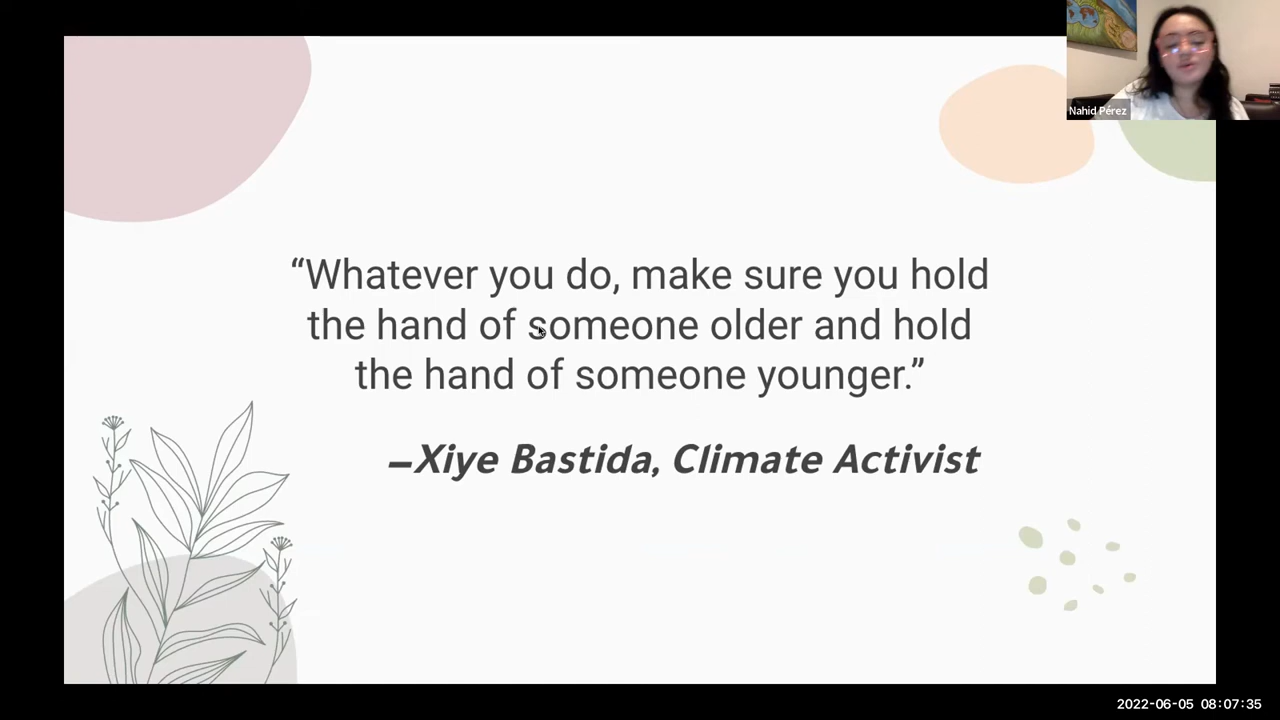 Nahid Pérez
“Whatever you do, make sure you hold
the hand of someone older and hold
the hand of someone younger.”
–Xiye Bastida, Climate Activist
2022-06-05 08:07:35